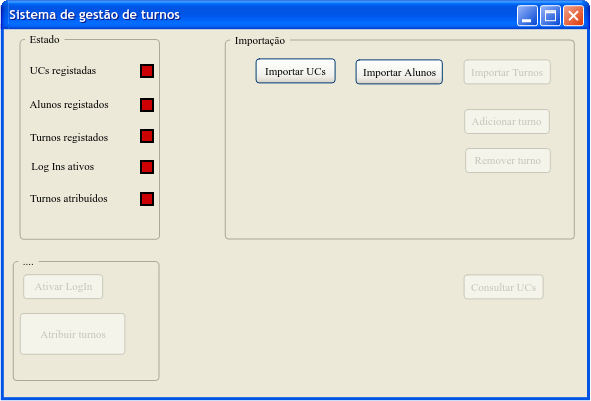 Sistema de gestão de turnos
Estado
UCs registadas
Alunos registados
Turnos registados
Log Ins ativos
Turnos atribuídos
Importação
Importar UCs
Importar Alunos
Importar Turnos
Adicionar turno
Remover turno
....
Ativar LogIn
Atribuir turnos
Consultar UCs